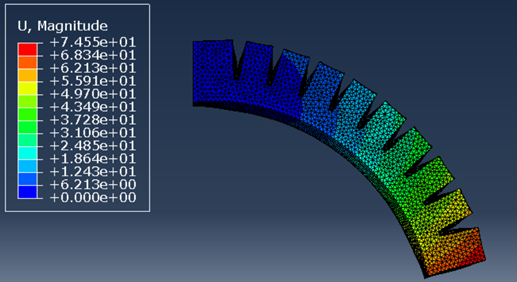 U, Magnitude
+7.455e+01
+6.834e+01
+6.213e+01
+5.591e+01
+4.970e+01
+4.349e+01
+3.728e+01
+3.106e+01
+2.485e+01
+1.864e+01
+1.243e+01
+6.213e+00
+0.000e+00